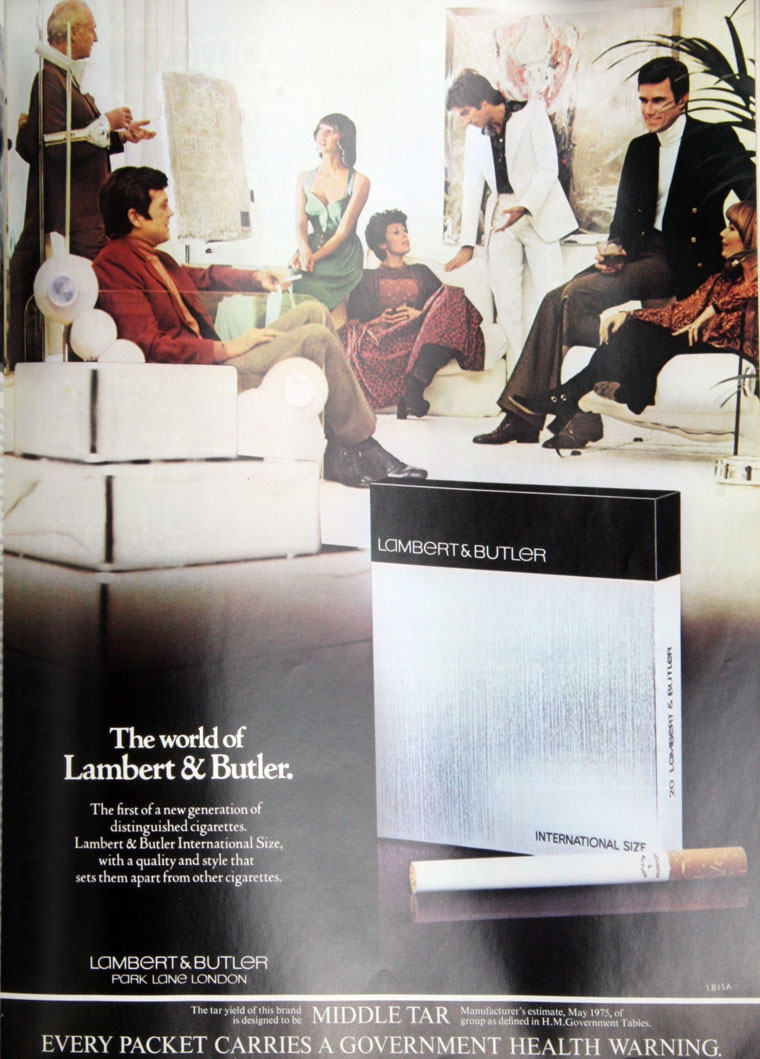 LAMBERT & BUTLER
20 LAMBERT & BUTLER
INTERNATIONAL SIZE
The world of
Lambert & Butler.
The first of a new generation of
distinguished cigarettes.
Lambert & Butler International Size,
with a quality and style that
sets them apart from other cigarettes.
LAMBERT & BUTLER
PARK LANE LONDON
LB15A
The tar yield of this brand
is designed to be
MIDDLE TAR
Manufacturer's estimate, May 1975, of
group as defined in H.M.Government Tables.
EVERY PACKET CARRIES A GOVERNMENT HEALTH WARNING.